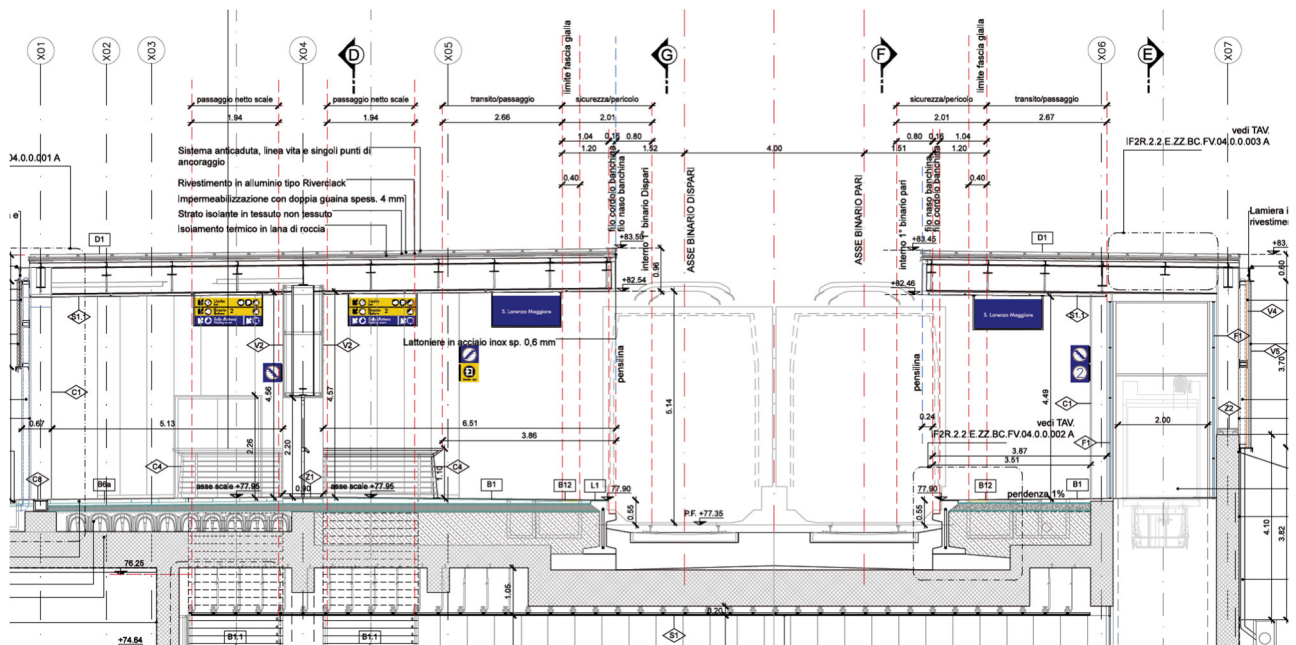 X01
X02
X03
X04
D
X05
G
F
X06
E
X07
limite fascia gialla
limite fascia gialla
passaggio netto scale
passaggio netto scale
transito/passaggio
sicurezza/pericolo
sicurezza/pericolo
transito/passaggio
1.94
1.94
2.66
2.01
2.01
2.67
1.04
0.16
0.80
0.80
0.16
1.04
1.20
1.52
4.00
1.51
1.20
0.40
0.40
vedi TAV.
IF2R.2.2.E.ZZ.BC.FV.04.0.0.003 A
04.0.0.001 A
Sistema anticaduta, linea vita e singoli punti di
ancoraggio
Rivestimento in alluminio tipo Riverclack
Impermeabilizzazione con doppia guaina spess. 4 mm
Strato isolante in tessuto non tessuto
Isolamento termico in lana di roccia
filo cordolo banchina
filo naso banchina
interno 1° binario Dispari
ASSE BINARIO DISPARI
ASSE BINARIO PARI
interno 1° binario pari
filo naso banchina
filo cordolo banchina
Lamiera i
rivestime
D1
D1
+83.
0.96
+82.54
+83.45
+82.46
0.60
S1.1
S1.1
2
2
S. Lorenzo Maggiore
S. Lorenzo Maggiore
V2
V2
Lattoniere in acciaio inox sp. 0,6 mm
pensilina
pensilina
F1
V4
V5
3.70
2
C1
C1
4.56
4.57
5.14
4.49
0.67
5.13
6.51
3.86
0.24
vedi TAV.
IF2R.2.2.E.ZZ.BC.FV.04.0.0.002 A
2.00
Z2
F1
3.87
3.51
2.26
2.20
C4
C4
1.10
C8
B6a
asse scale +77.95
Z1
0.90
asse scale +77.95
B1
B12
L1
77.90
77.90
B12
B1
pendenza 1%
0.55
P.F. +77.35
0.55
4.10
3.82
76.25
1.05
0.20
+74.64
B1.1
B1.1
S1